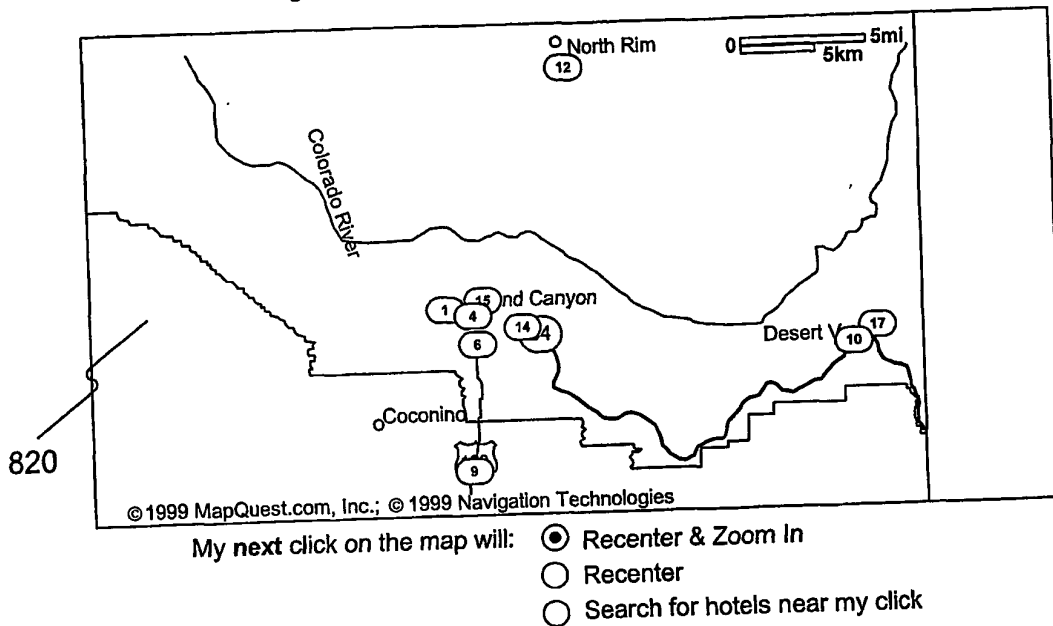 North Rim
12
0 5mi
5km
Colorado River
1
15
nd Canyon
4
14
4
6
Desert V
10
17
Coconino
9
820
© 1999 MapQuest.com, Inc.; © 1999 Navigation Technologies
My next click on the map will: Recenter & Zoom In
Recenter
Search for hotels near my click